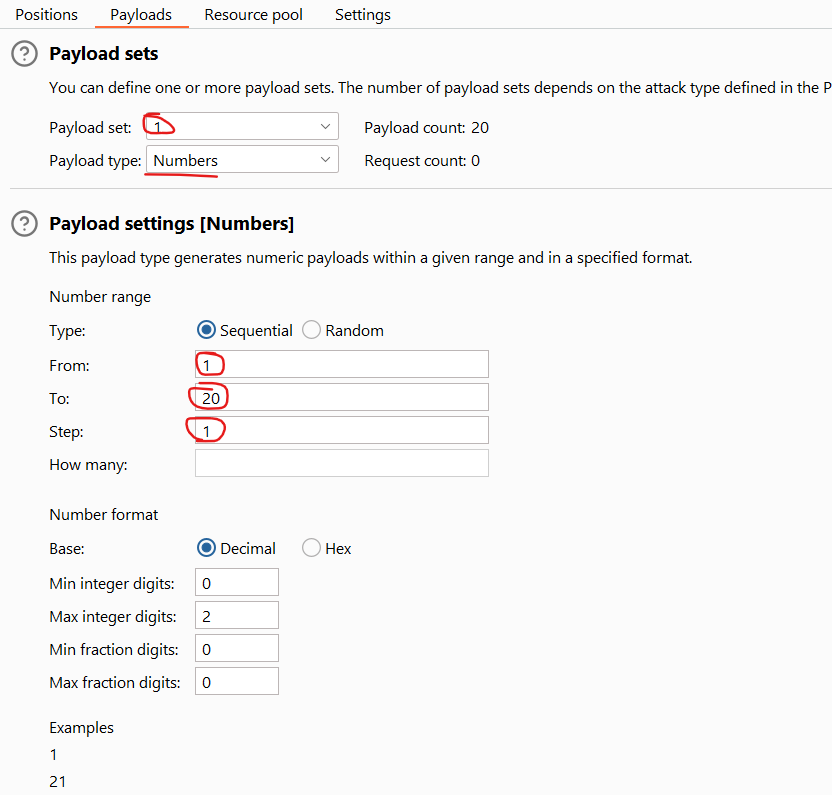 Positions Payloads Resource pool Settings
? Payload sets
You can define one or more payload sets. The number of payload sets depends on the attack type defined in the P
Payload set: 1 Payload count: 20
Payload type: Numbers Request count: 0
? Payload settings [Numbers]
This payload type generates numeric payloads within a given range and in a specified format.
Number range
Type: Sequential Random
From: 1
To: 20
Step: 1
How many:
Number format
Base: Decimal Hex
Min integer digits: 0
Max integer digits: 2
Min fraction digits: 0
Max fraction digits: 0
Examples
1
21